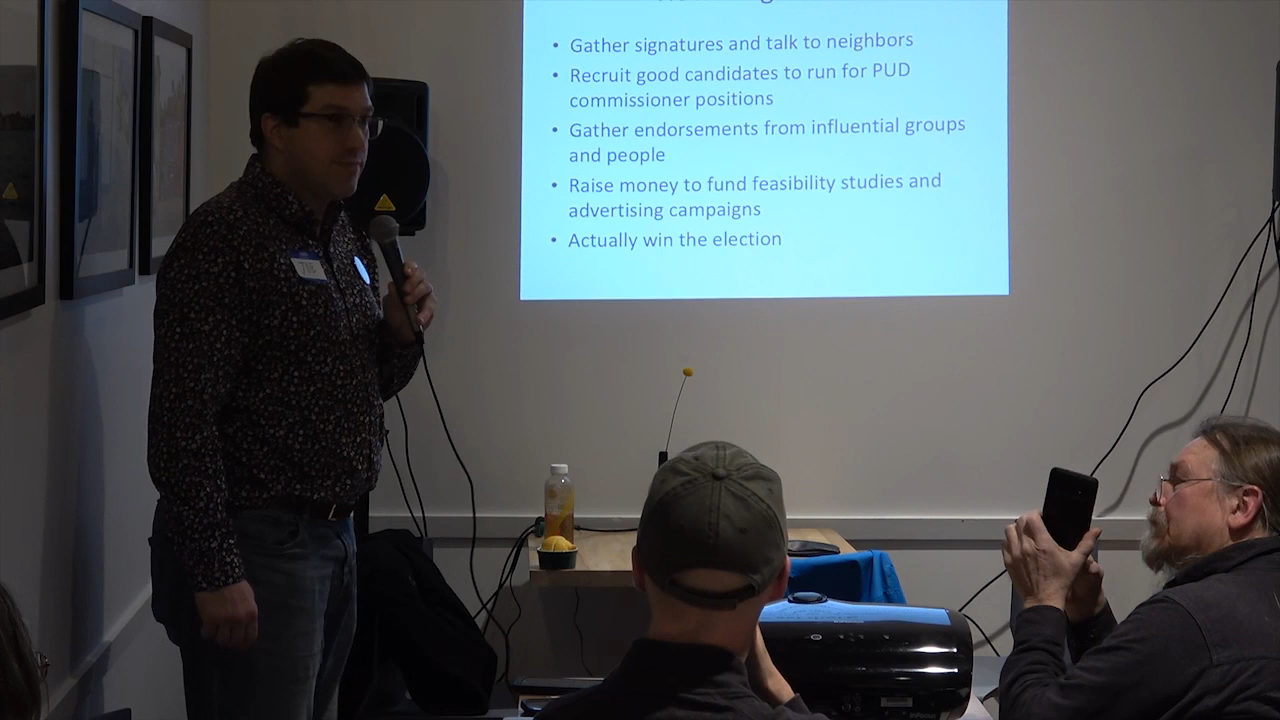 • Gather signatures and talk to neighbors
• Recruit good candidates to run for PUD
commissioner positions
• Gather endorsements from influential groups
and people
• Raise money to fund feasibility studies and
advertising campaigns
• Actually win the election
InFocus